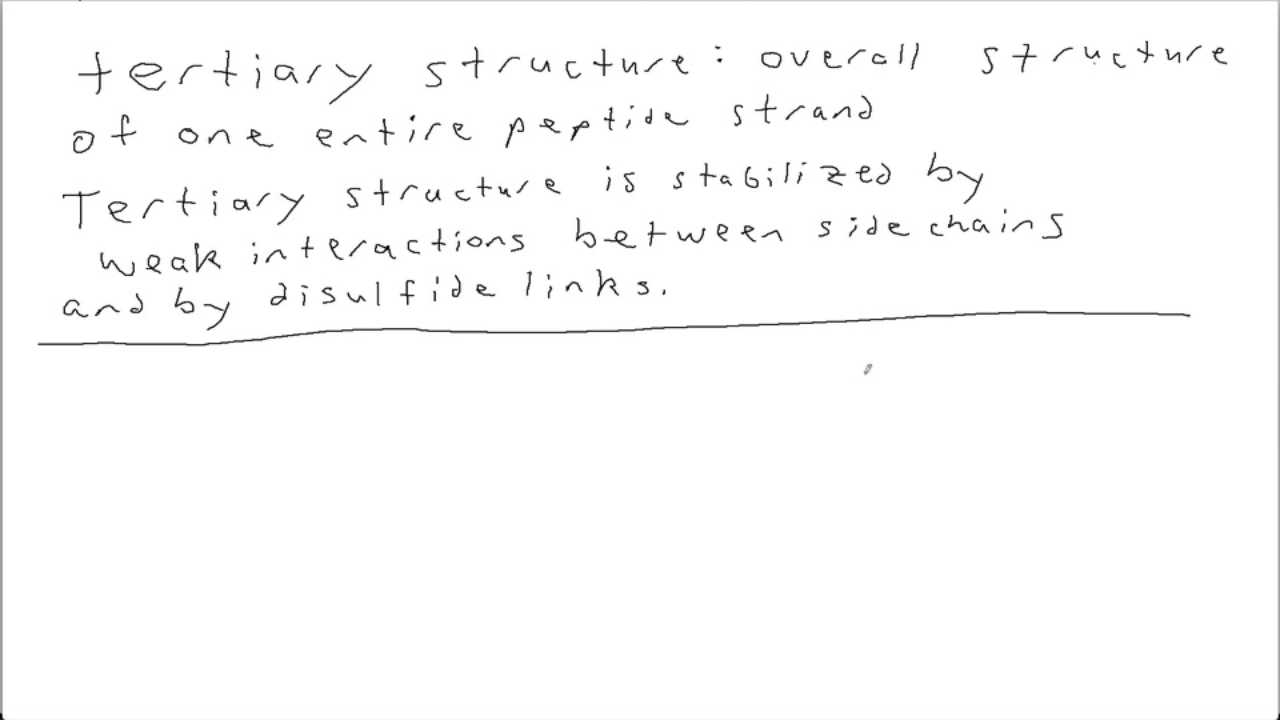 tertiary structure: overall structure
of one entire peptide strand
Tertiary structure is stabilized by
weak interactions between side chains
and by disulfide links.